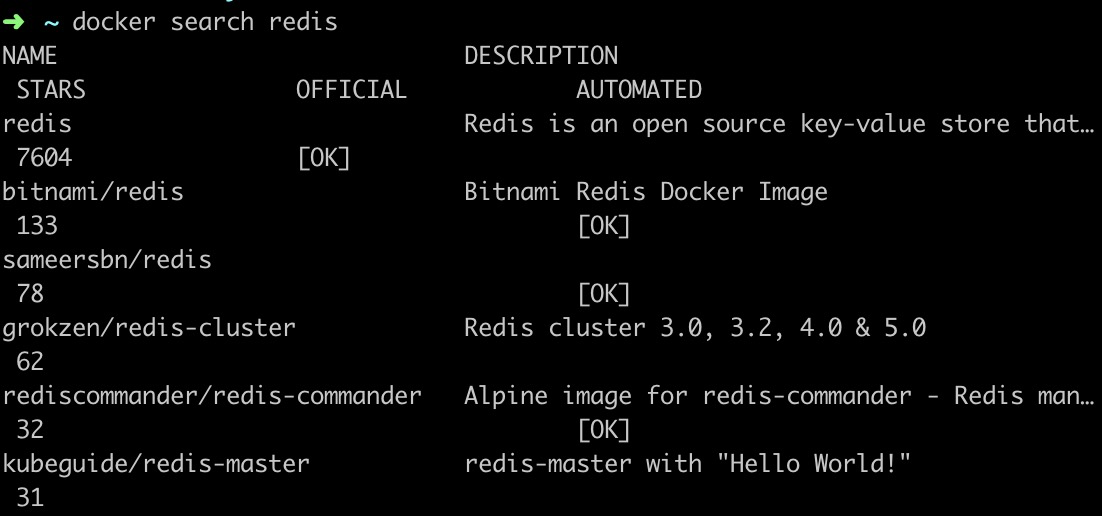 ➜ ~ docker search redis
NAME DESCRIPTION
STARS OFFICIAL AUTOMATED
redis Redis is an open source key-value store that…
7604 [OK]
bitnami/redis Bitnami Redis Docker Image
133 [OK]
sameersbn/redis
78 [OK]
grokzen/redis-cluster Redis cluster 3.0, 3.2, 4.0 & 5.0
62
rediscommander/redis-commander Alpine image for redis-commander - Redis man…
32 [OK]
kubeguide/redis-master redis-master with "Hello World!"
31